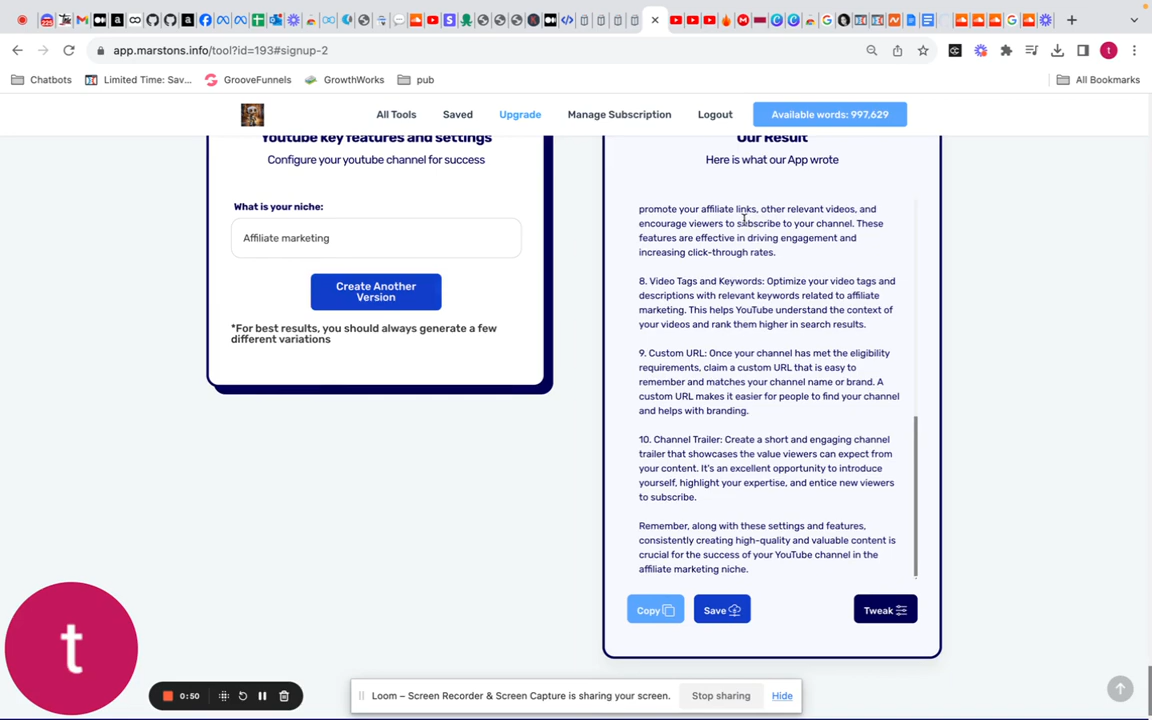 225
app.marstons.info/tool?id=193#signup-2
t
Chatbots
Limited Time: Sav...
GrooveFunnels
GrowthWorks
pub
All Bookmarks
All Tools
Saved
Upgrade
Manage Subscription
Logout
Available words: 997,629
Youtube key features and settings
Configure your youtube channel for success
What is your niche:
Affiliate marketing
Create Another
Version
*For best results, you should always generate a few
different variations
Our Result
Here is what our App wrote
promote your affiliate links, other relevant videos, and
encourage viewers to subscribe to your channel. These
features are effective in driving engagement and
increasing click-through rates.
8. Video Tags and Keywords: Optimize your video tags and
descriptions with relevant keywords related to affiliate
marketing. This helps YouTube understand the context of
your videos and rank them higher in search results.
9. Custom URL: Once your channel has met the eligibility
requirements, claim a custom URL that is easy to
remember and matches your channel name or brand. A
custom URL makes it easier for people to find your channel
and helps with branding.
10. Channel Trailer: Create a short and engaging channel
trailer that showcases the value viewers can expect from
your content. It's an excellent opportunity to introduce
yourself, highlight your expertise, and entice new viewers
to subscribe.
Remember, along with these settings and features,
consistently creating high-quality and valuable content is
crucial for the success of your YouTube channel in the
affiliate marketing niche.
Copy
Save
Tweak
t
0:50
Loom – Screen Recorder & Screen Capture is sharing your screen.
Stop sharing
Hide